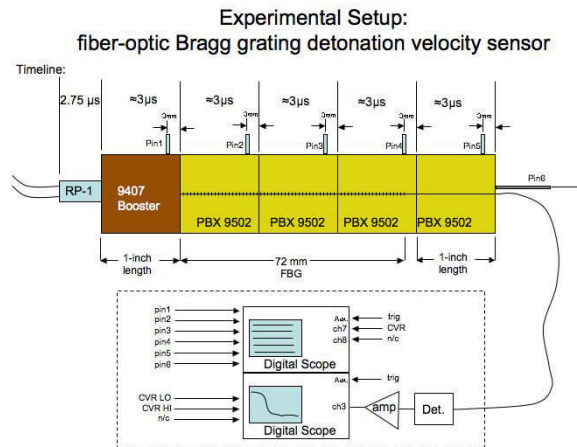 Experimental Setup:
fiber-optic Bragg grating detonation velocity sensor
Timeline:
2.75 µs ≈3µs ≈3µs ≈3µs ≈3µs ≈3µs
3mm 3mm 3mm 3mm 3mm
Pin1 Pin2 Pin3 Pin4 Pin5
Pin6
RP-1
9407
Booster
PBX 9502 PBX 9502 PBX 9502 PBX 9502
1-inch
length
72 mm
FBG
1-inch
length
pin1
pin2
pin3
pin4
pin5
pin6
Aux. trig
ch7 CVR
ch8 n/c
Digital Scope
Aux. trig
CVR LO
CVR HI
n/c
ch3
amp
Det.
Digital Scope